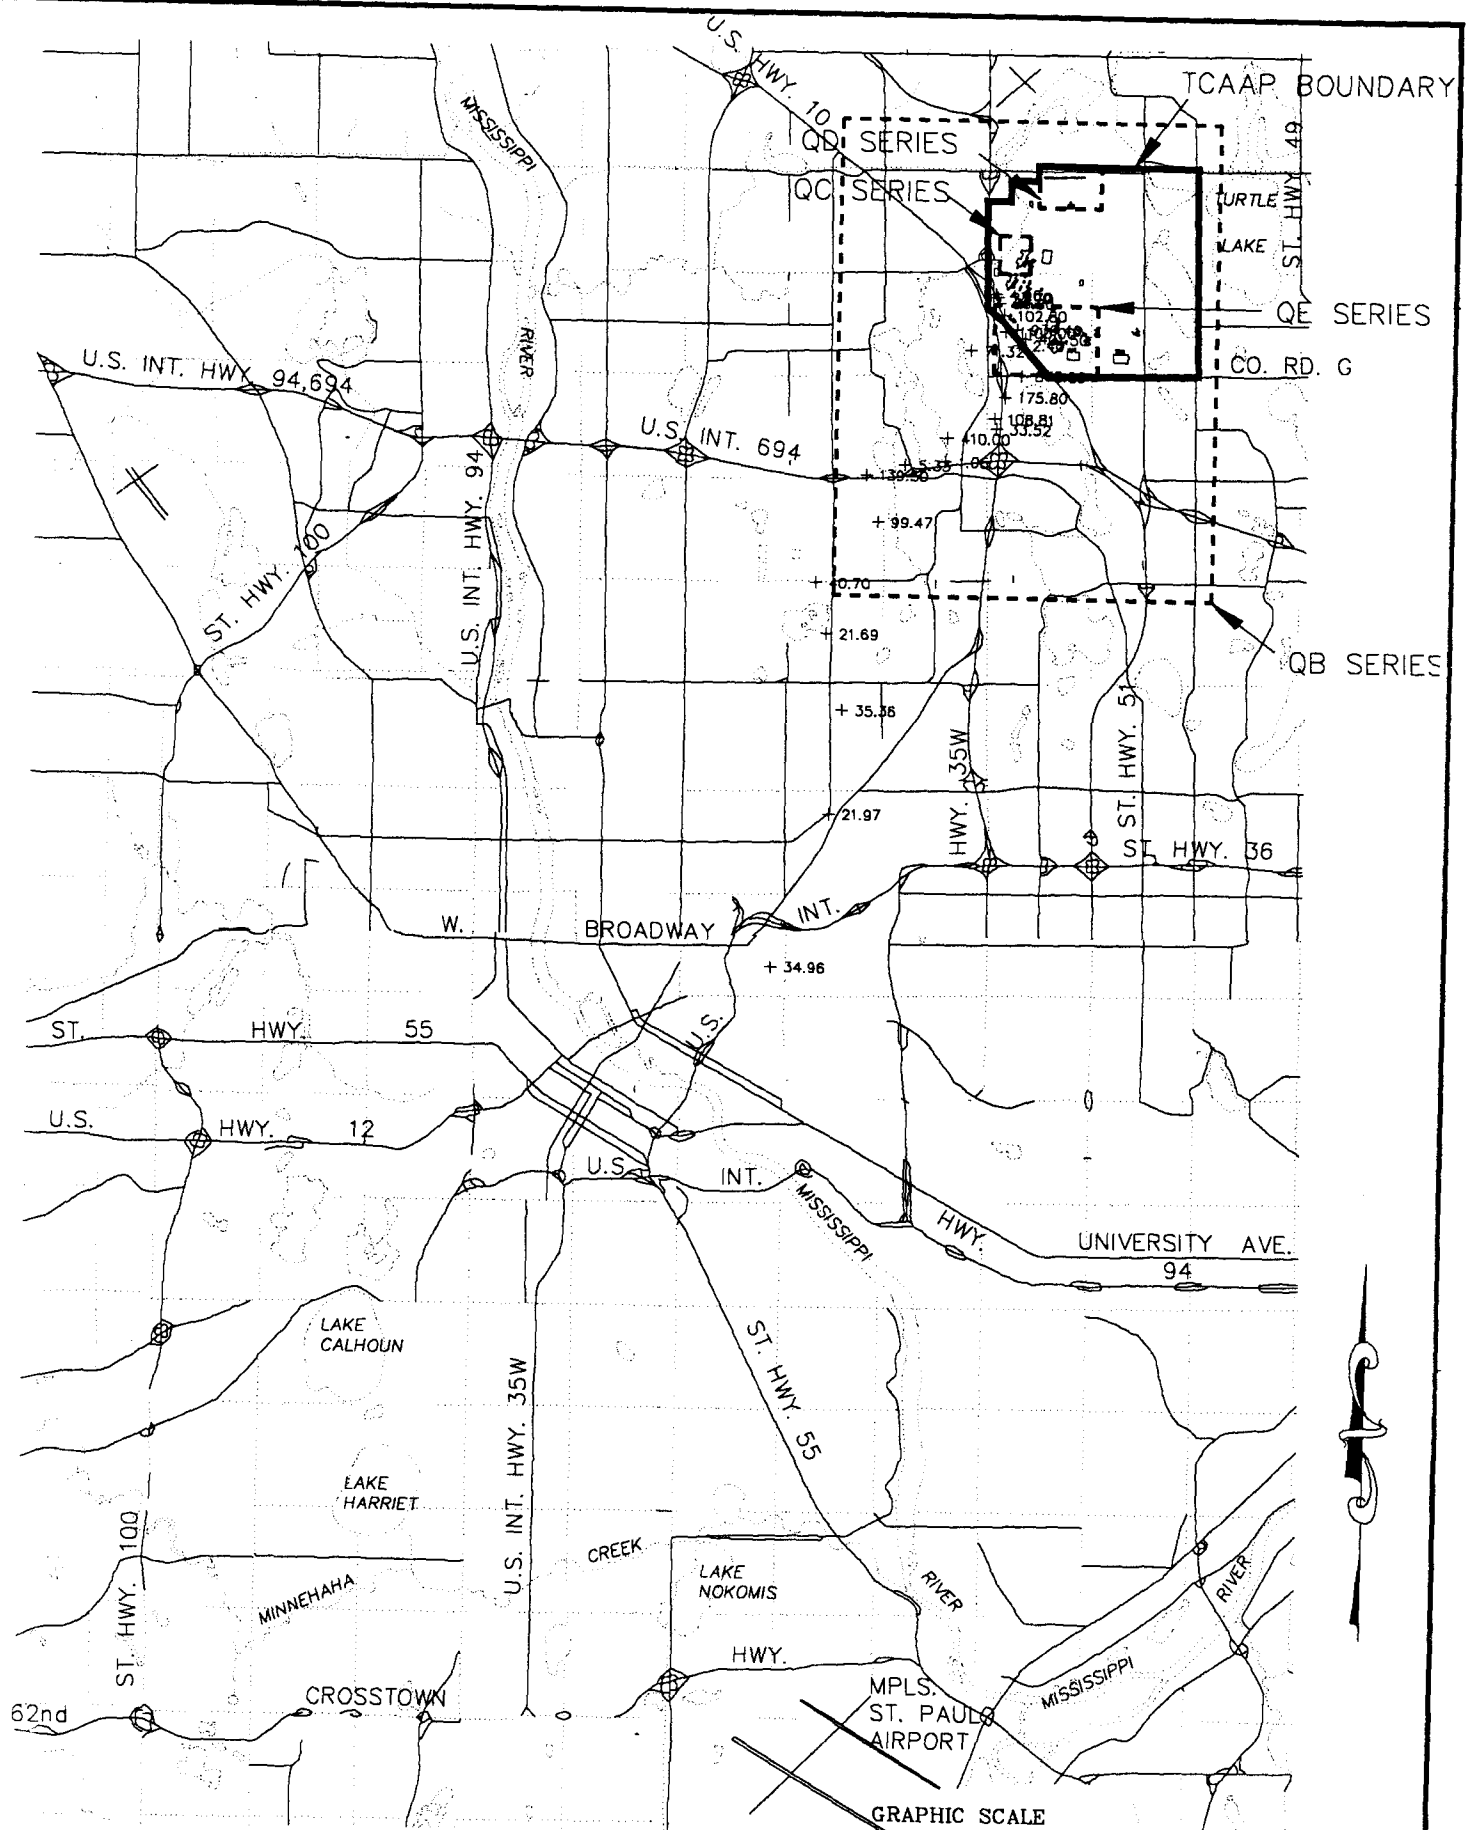 U.S.
HWY. 10
TCAAP BOUNDARY
MISSISSIPPI
QD SERIES
ST. HWY 49
QC SERIES
URTLE
LAKE
RIVER
QE SERIES
102.50
U.S. INT. HWY 94,694
CO. RD. G
175.80
108.81
33.52
U.S. INT. 694
410.00
5.35
139.50
U.S. INT. HWY. 94
99.47
ST. HWY. 100
21.69
QB SERIES
35.36
HWY. 35W
ST. HWY. 51
21.97
ST. HWY. 36
W. BROADWAY
INT.
34.96
ST. HWY. 55
U.S.
U.S. HWY. 12
U.S. INT.
MISSISSIPPI
HWY.
UNIVERSITY AVE.
94
LAKE
CALHOUN
ST. HWY. 55
U.S. INT. HWY. 35W
LAKE
HARRIET
ST. HWY. 100
CREEK
MINNEHAHA
LAKE
NOKOMIS
RIVER
RIVER
HWY.
MISSISSIPPI
62nd
CROSSTOWN
MPLS.
ST. PAUL
AIRPORT
GRAPHIC SCALE